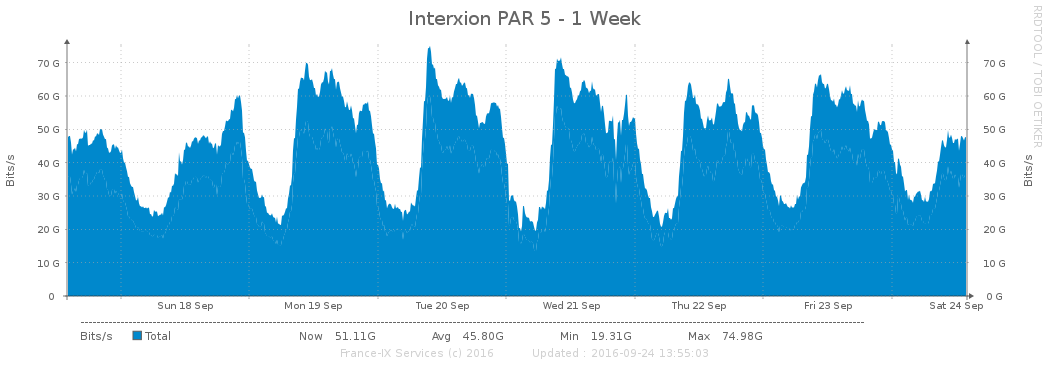 Interxion PAR 5 - 1 Week
RRDTOOL / TOBI OETIKER
Bits/s
Bits/s
70 G 70 G
60 G 60 G
50 G 50 G
40 G 40 G
30 G 30 G
20 G 20 G
10 G 10 G
0 0 G
Sun 18 Sep Mon 19 Sep Tue 20 Sep Wed 21 Sep Thu 22 Sep Fri 23 Sep Sat 24 Sep
Bits/s Total Now 51.11G Avg 45.80G Min 19.31G Max 74.98G
France-IX Services (c) 2016 Updated : 2016-09-24 13:55:03